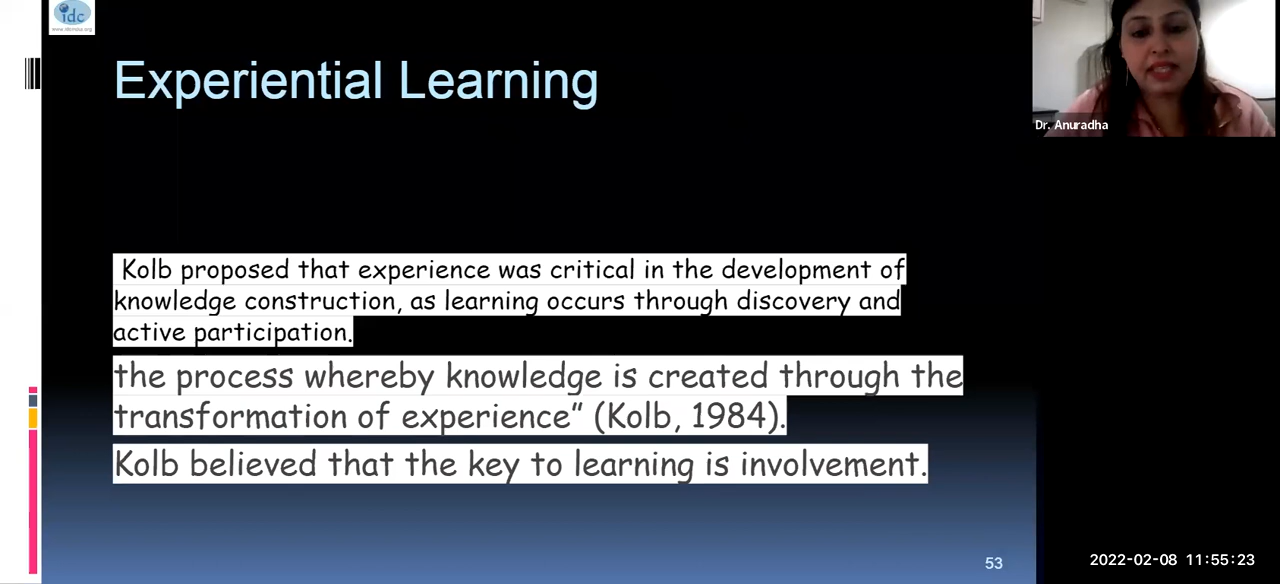 idc
Experiential Learning
Dr. Anuradha
Kolb proposed that experience was critical in the development of
knowledge construction, as learning occurs through discovery and
active participation.
the process whereby knowledge is created through the
transformation of experience” (Kolb, 1984).
Kolb believed that the key to learning is involvement.
53
2022-02-08 11:55:23